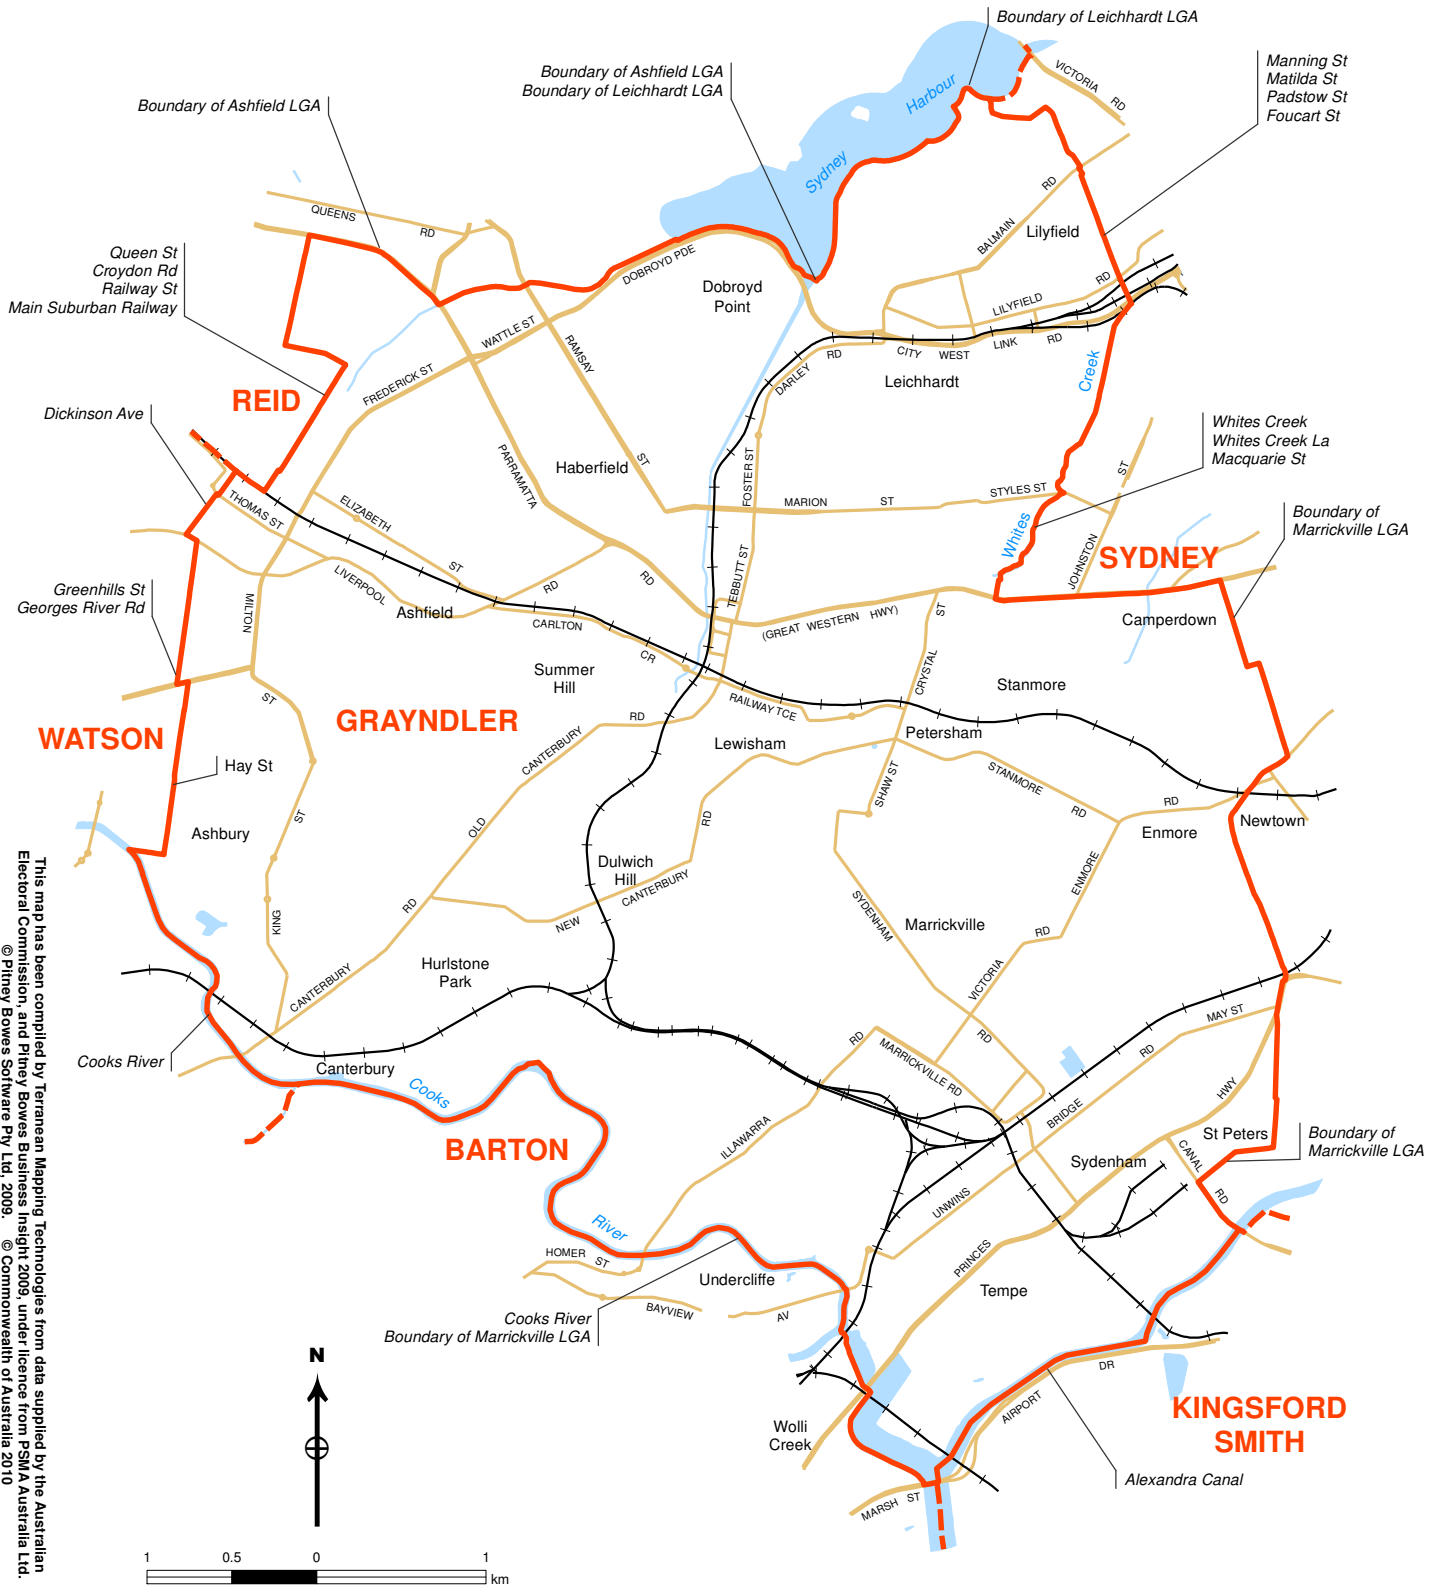 Boundary of Leichhardt LGA
Boundary of Ashfield LGA
Boundary of Leichhardt LGA
Manning St
Matilda St
Padstow St
Foucart St
Boundary of Ashfield LGA
VICTORIA
RD
Harbour
Sydney
QUEENS
RD
Queen St
Croydon Rd
Railway St
Main Suburban Railway
DOBROYD PDE
Dobroyd
Point
BALMAIN
RD
Lilyfield
LILYFIELD
RD
WATTLE ST
RAMSAY
ST
FREDERICK ST
CITY
WEST
LINK
RD
DARLEY
RD
Leichhardt
Creek
REID
Dickinson Ave
Whites Creek
Whites Creek La
Macquarie St
Haberfield
PARRAMATTA
RD
FOSTER ST
MARION
ST
STYLES ST
ST
JOHNSTON
Whites
THOMAS ST
ELIZABETH
ST
Boundary of
Marrickville LGA
SYDNEY
Greenhills St
Georges River Rd
MILTON
ST
LIVERPOOL
RD
Ashfield
CARLTON
CR
TEBBUTT ST
(GREAT
WESTERN
HWY)
ST
CRYSTAL
Camperdown
Summer
Hill
Stanmore
WATSON
GRAYNDLER
RAILWAY TCE
Lewisham
Petersham
CANTERBURY
RD
Hay St
STANMORE
RD
SHAW ST
RD
Enmore
Newtown
Ashbury
ST
OLD
RD
Dulwich
Hill
CANTERBURY
NEW
RD
KING
ENMORE
RD
SYDENHAM
RD
Marrickville
VICTORIA
Hurlstone
Park
CANTERBURY
Cooks River
Canterbury
Cooks
RD
MARRICKVILLE RD
MAY ST
RD
BRIDGE
HWY
BARTON
ILLAWARRA
St Peters
Boundary of
Marrickville LGA
Sydenham
CANAL
RD
UNWINS
River
HOMER
ST
Undercliffe
PRINCES
Tempe
BAYVIEW
AV
Cooks River
Boundary of Marrickville LGA
DR
AIRPORT
KINGSFORD
SMITH
Wolli
Creek
Alexandra Canal
MARSH
ST
N
1
0.5
0
1
km
This map has been compiled by Terranean Mapping Technologies from data supplied by the Australian
Electoral Commission, and Pitney Bowes Business Insight 2009, under licence from PSMA Australia Ltd.
© Pitney Bowes Software Pty Ltd, 2009. © Commonwealth of Australia 2010